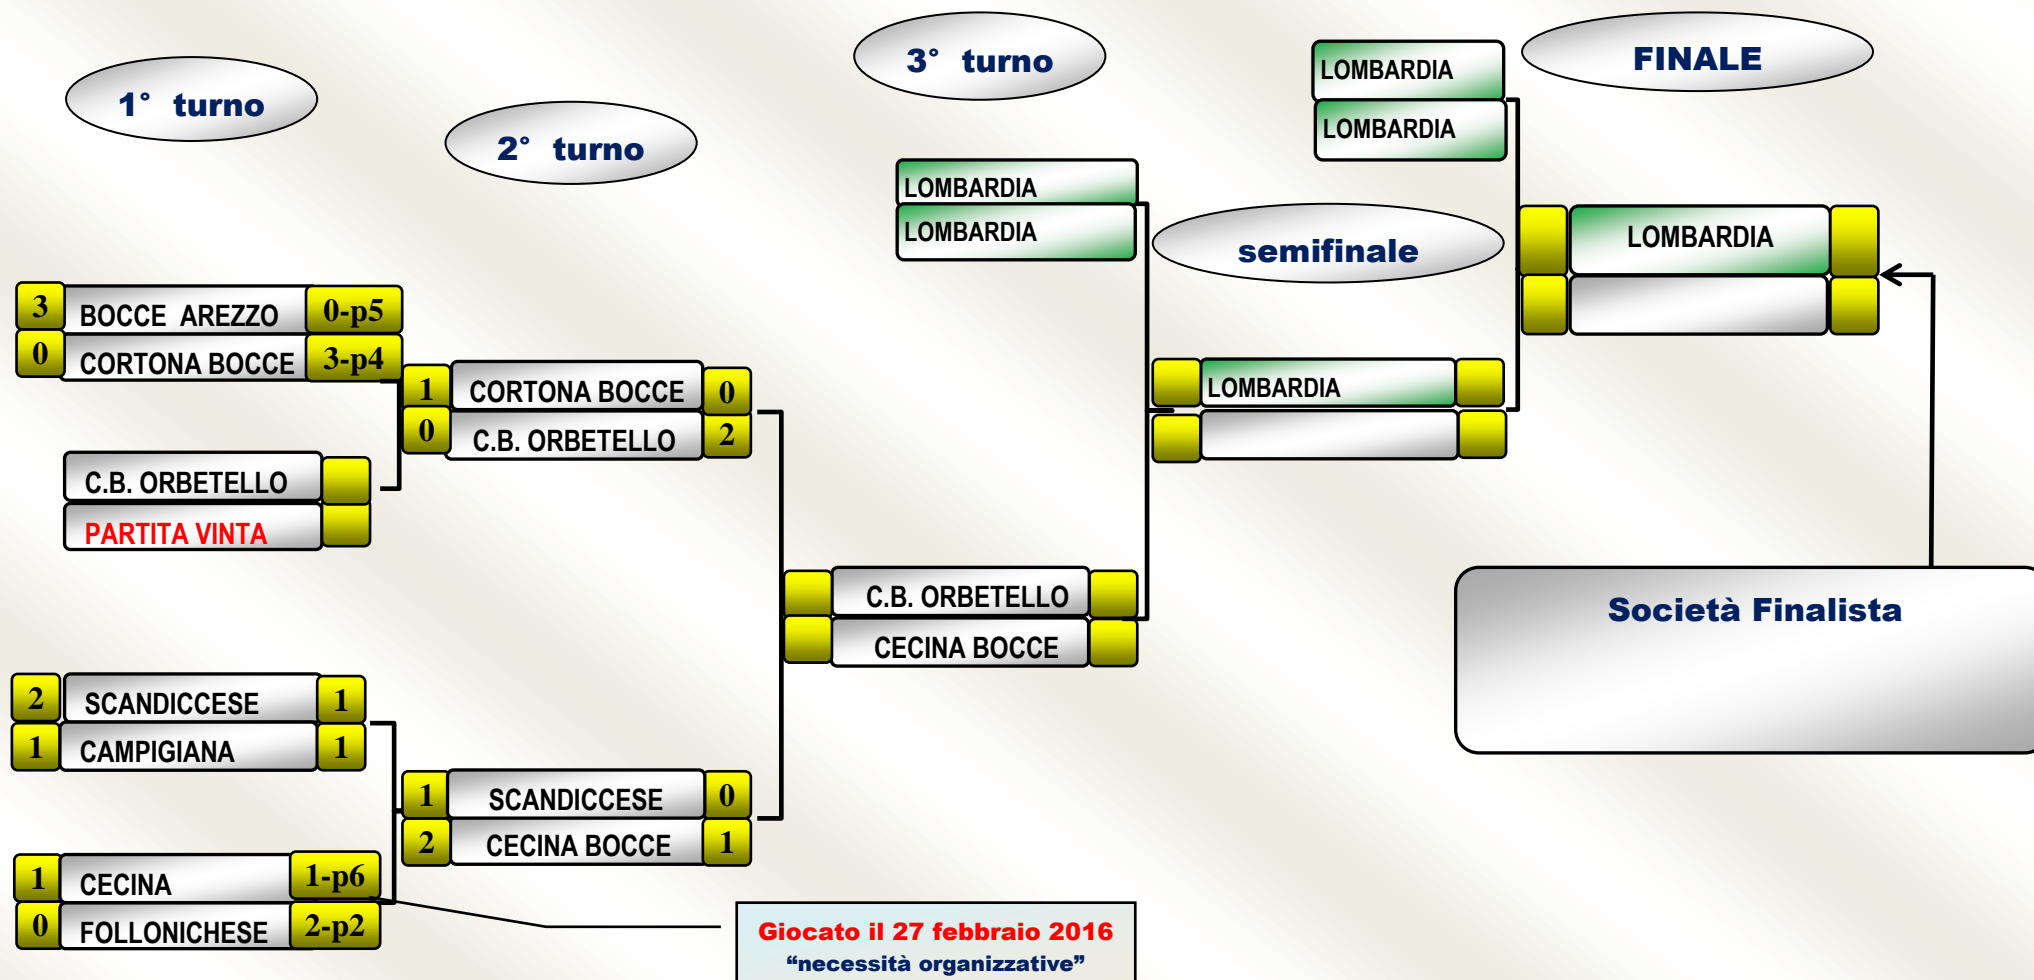 1° turno
2° turno
3° turno
FINALE
semifinale
LOMBARDIA
LOMBARDIA
LOMBARDIA
LOMBARDIA
LOMBARDIA
LOMBARDIA
3 BOCCE AREZZO 0-p5
0 CORTONA BOCCE 3-p4
C.B. ORBETELLO
PARTITA VINTA
1 CORTONA BOCCE 0
0 C.B. ORBETELLO 2
C.B. ORBETELLO
CECINA BOCCE
Società Finalista
2 SCANDICCESE 1
1 CAMPIGIANA 1
1 SCANDICCESE 0
2 CECINA BOCCE 1
1 CECINA 1-p6
0 FOLLONICHESE 2-p2
Giocato il 27 febbraio 2016
“necessità organizzative”